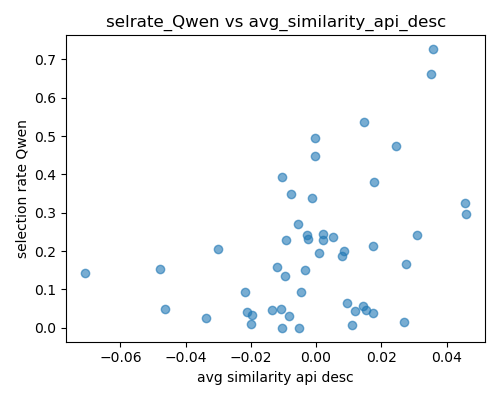 selrate_Qwen vs avg_similarity_api_desc
selection rate Qwen
0.7
0.6
0.5
0.4
0.3
0.2
0.1
0.0
−0.06 −0.04 −0.02 0.00 0.02 0.04
avg similarity api desc